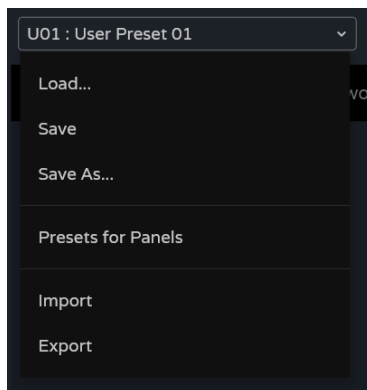 U01 : User Preset 01
Load...
Save
Save As...
Presets for Panels
Import
Export